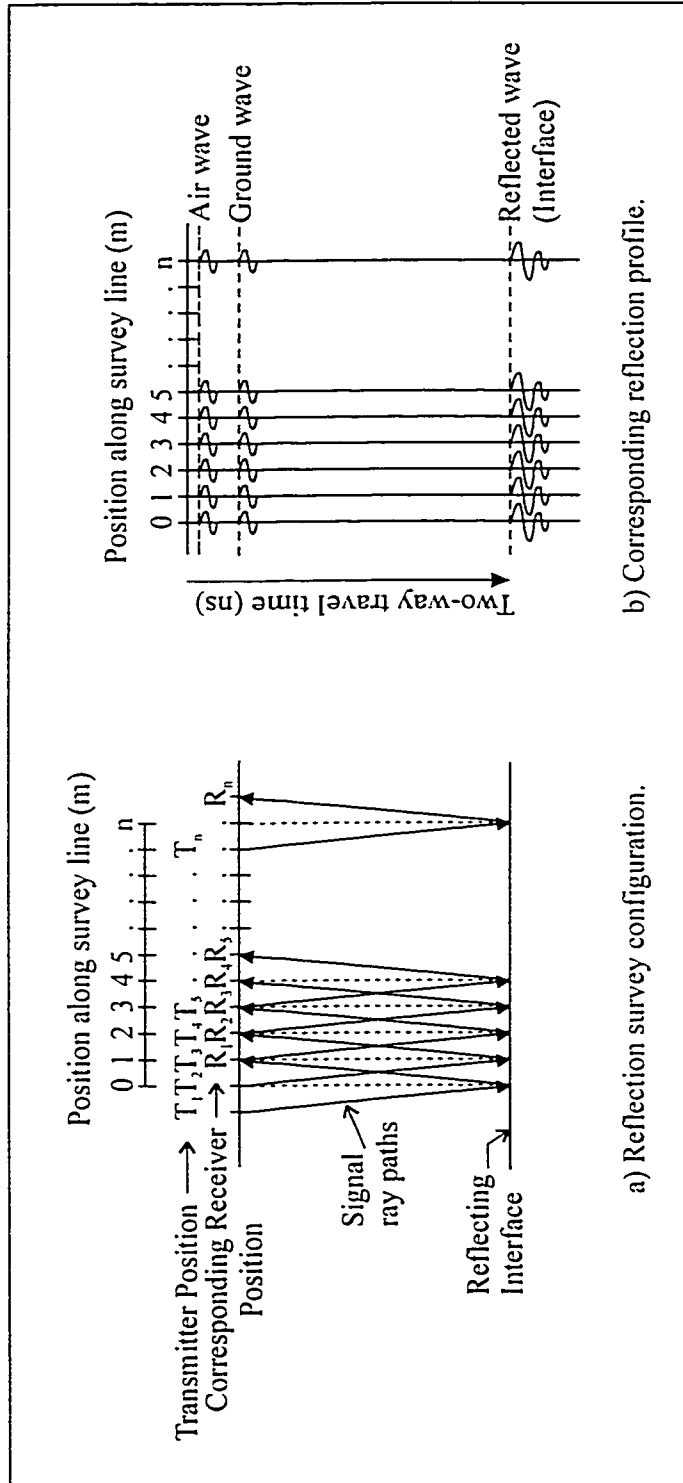 Position along survey line (m)
0 1 2 3 4 5 . . . . n
Transmitter Position → T₁T₂T₃T₄T₅ . . . . Tₙ
Corresponding Receiver → R₁R₂R₃R₄R₅ . . . . Rₙ
Position
Signal
ray paths
Reflecting
Interface
a) Reflection survey configuration.
Position along survey line (m)
0 1 2 3 4 5 . . . . n
Air wave
Ground wave
Two-way travel time (ns)
Reflected wave
(Interface)
b) Corresponding reflection profile.